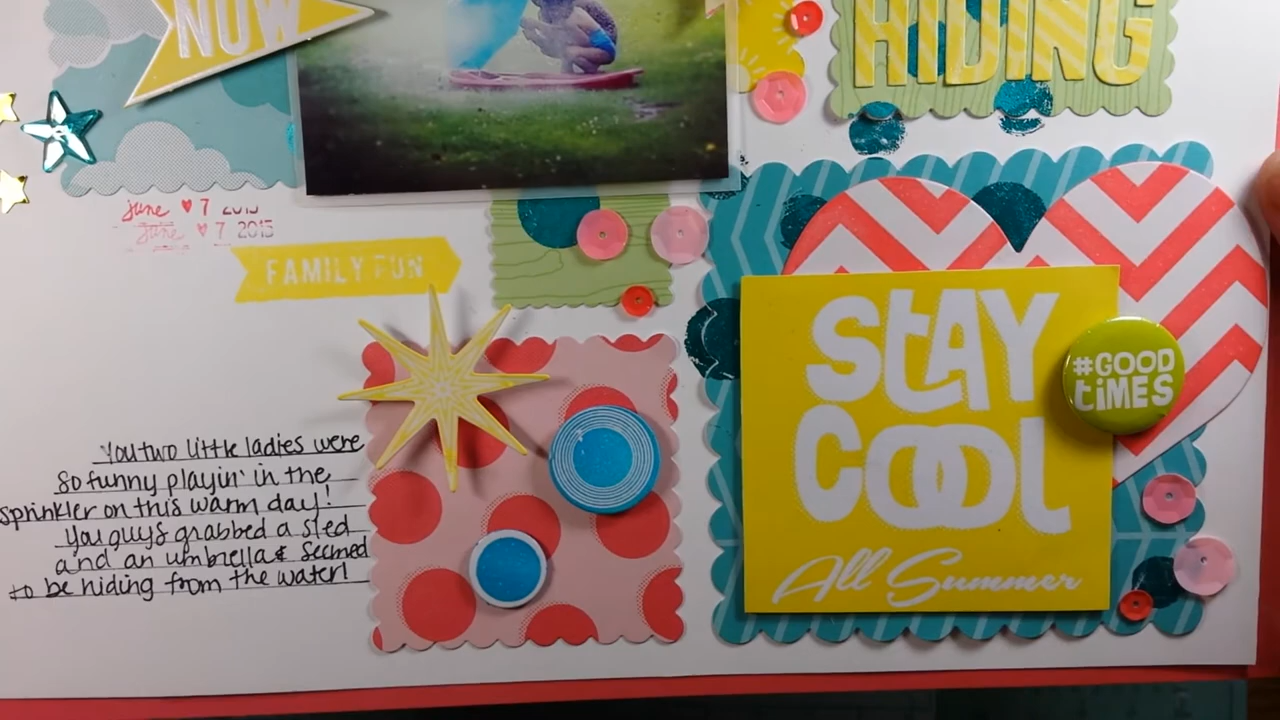 NOW
HIDING
june ♥ 7 2015
june ♥ 7 2015
FAMILY FUN
STAY
COOL
All Summer
#GOOD
tiMES
You two little ladies were
so funny playin' in the
sprinkler on this warm day!
You guys grabbed a sled
and an umbrella & seemed
to be hiding from the water!